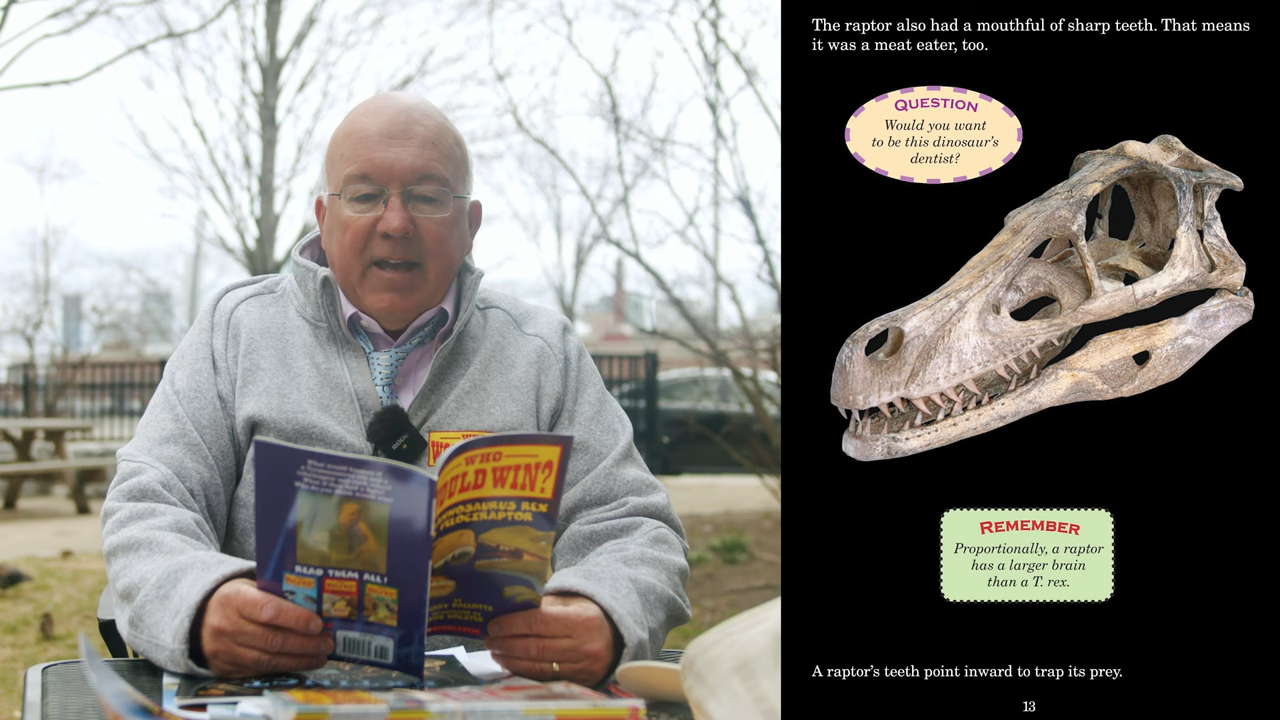 WHO
OULD WIN?
NOSAURUS REX
VELOCIRAPTOR
READ THEM ALL!
The raptor also had a mouthful of sharp teeth. That means
it was a meat eater, too.
QUESTION
Would you want
to be this dinosaur's
dentist?
REMEMBER
Proportionally, a raptor
has a larger brain
than a T. rex.
A raptor's teeth point inward to trap its prey.
13